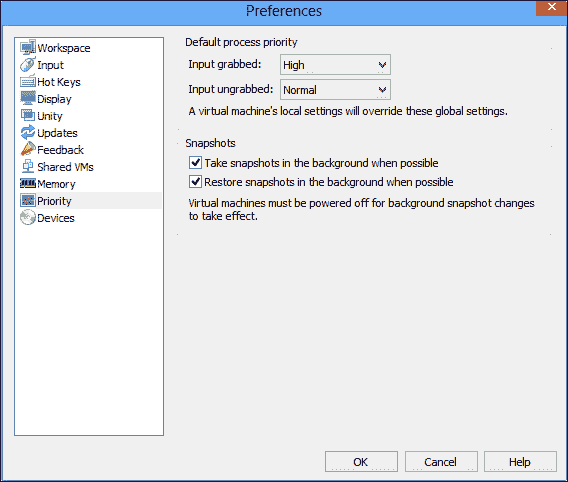 Preferences
Workspace
Input
Hot Keys
Display
Unity
Updates
Feedback
Shared VMs
Memory
Priority
Devices
Default process priority
Input grabbed: High
Input ungrabbed: Normal
A virtual machine's local settings will override these global settings.
Snapshots
Take snapshots in the background when possible
Restore snapshots in the background when possible
Virtual machines must be powered off for background snapshot changes
to take effect.
OK Cancel Help